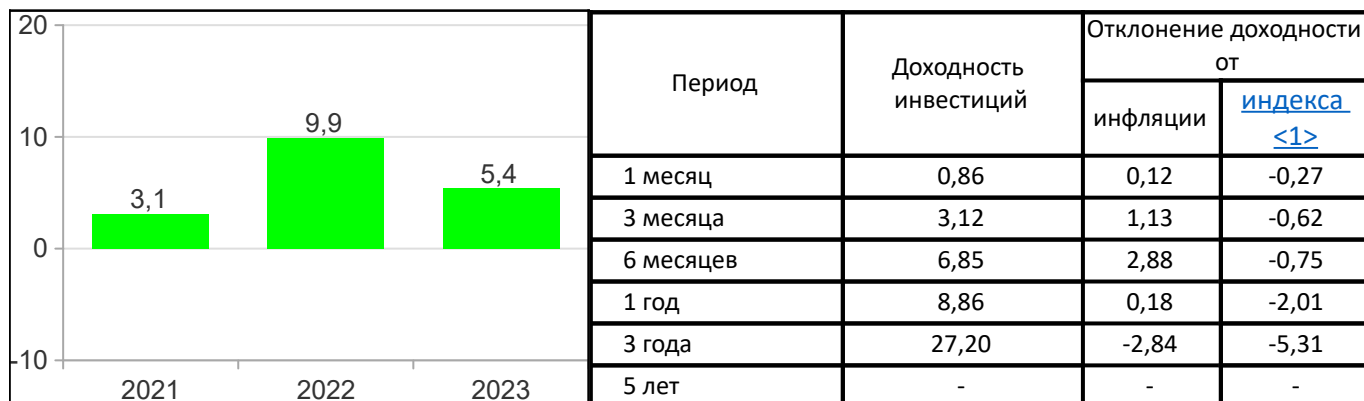 20
10
0
-10
3,1
9,9
5,4
2021 2022 2023
Период
Доходность
инвестиций
Отклонение доходности
от
инфляции
индекса
<1>
1 месяц 0,86 0,12 -0,27
3 месяца 3,12 1,13 -0,62
6 месяцев 6,85 2,88 -0,75
1 год 8,86 0,18 -2,01
3 года 27,20 -2,84 -5,31
5 лет - - -